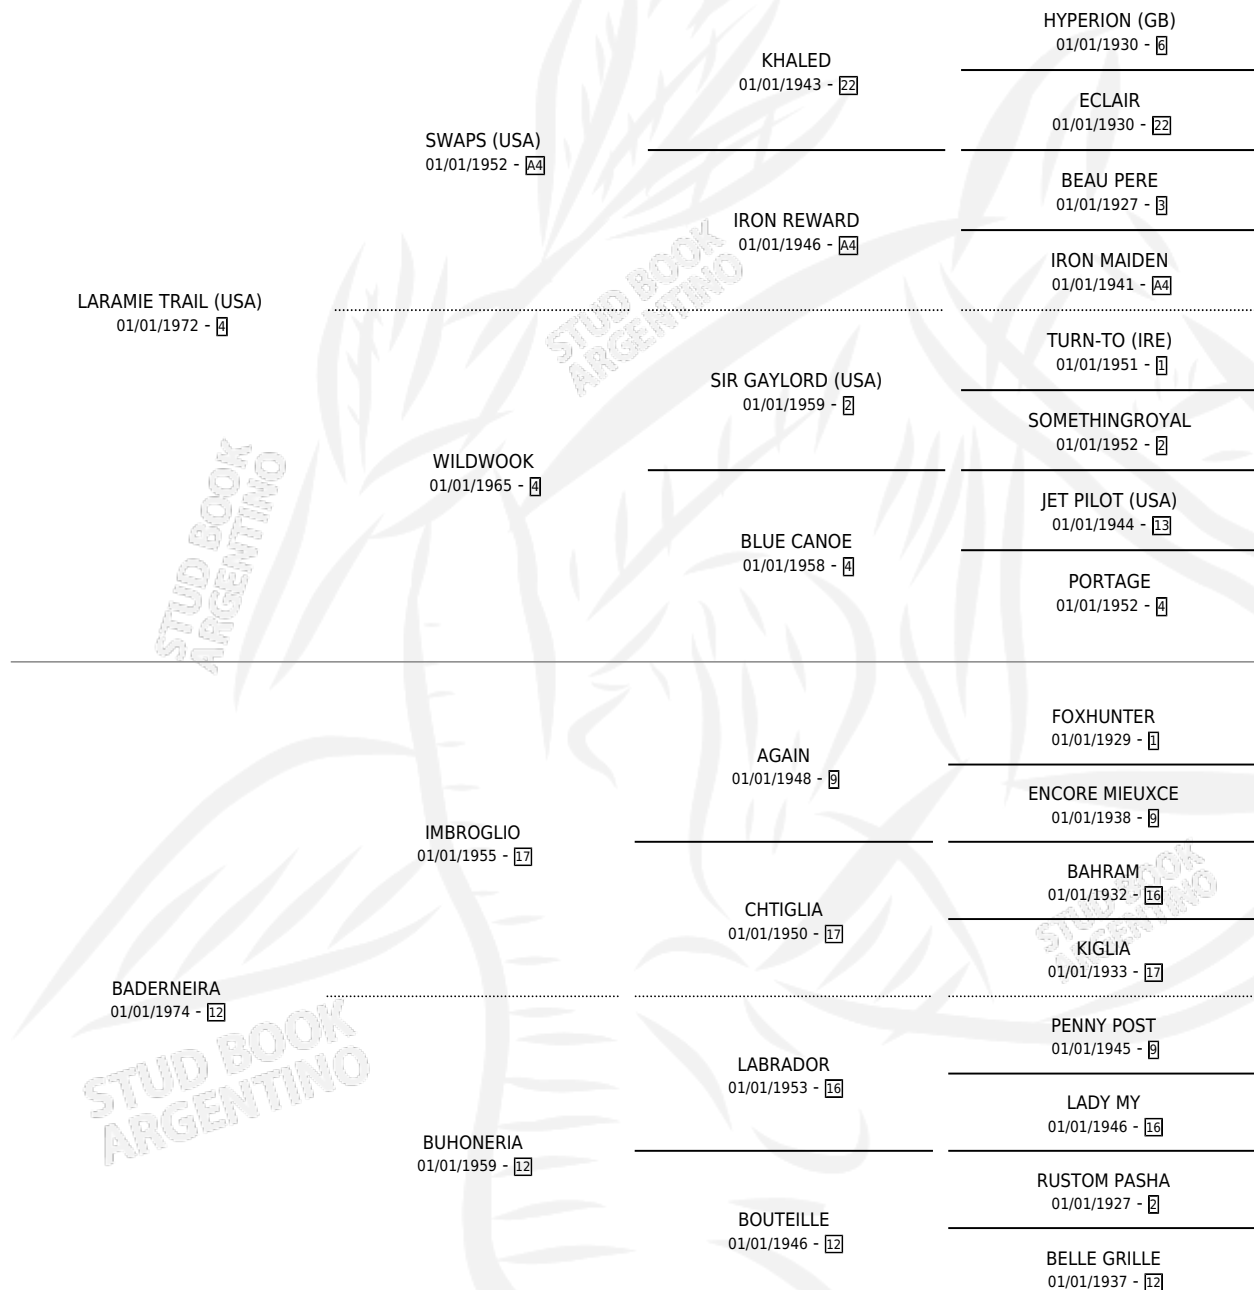 HYPERION (GB)
01/01/1930 - 6
KHALED
01/01/1943 - 22
ECLAIR
01/01/1930 - 22
SWAPS (USA)
01/01/1952 - A4
BEAU PERE
01/01/1927 - 3
IRON REWARD
01/01/1946 - A4
IRON MAIDEN
01/01/1941 - A4
LARAMIE TRAIL (USA)
01/01/1972 - 4
STUD BOOK
ARGENTINO
TURN-TO (IRE)
01/01/1951 - 1
SIR GAYLORD (USA)
01/01/1959 - 2
SOMETHINGROYAL
01/01/1952 - 2
WILDWOOK
01/01/1965 - 4
JET PILOT (USA)
01/01/1944 - 13
BLUE CANOE
01/01/1958 - 4
PORTAGE
01/01/1952 - 4
STUD BOOK
ARGENTINO
FOXHUNTER
01/01/1929 - 1
AGAIN
01/01/1948 - 9
ENCORE MIEUXCE
01/01/1938 - 9
IMBROGLIO
01/01/1955 - 17
BAHRAM
01/01/1932 - 16
CHTIGLIA
01/01/1950 - 17
STUD BOOK
ARGENTINO
KIGLIA
01/01/1933 - 17
BADERNEIRA
01/01/1974 - 12
STUD BOOK
ARGENTINO
PENNY POST
01/01/1945 - 9
LABRADOR
01/01/1953 - 16
LADY MY
01/01/1946 - 16
BUHONERIA
01/01/1959 - 12
RUSTOM PASHA
01/01/1927 - 2
BOUTEILLE
01/01/1946 - 12
BELLE GRILLE
01/01/1937 - 12